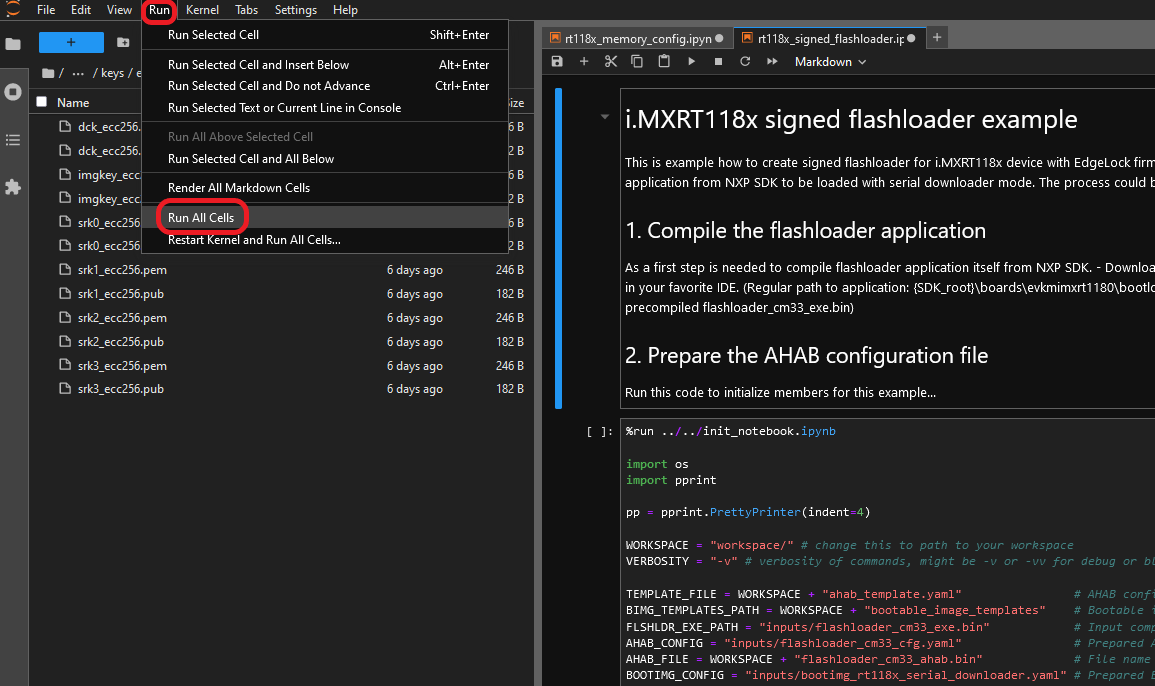 File Edit View Run Kernel Tabs Settings Help
Run Selected Cell Shift+Enter
Run Selected Cell and Insert Below Alt+Enter
Run Selected Cell and Do not Advance Ctrl+Enter
Run Selected Text or Current Line in Console
Run All Above Selected Cell
Run Selected Cell and All Below
Render All Markdown Cells
Run All Cells
Restart Kernel and Run All Cells...
+
/ ... / keys / e
Name
dck_ecc256.
dck_ecc256.
imgkey_ecc
imgkey_ecc
srk0_ecc256
srk0_ecc256
srk1_ecc256.pem 6 days ago 246 B
srk1_ecc256.pub 6 days ago 182 B
srk2_ecc256.pem 6 days ago 246 B
srk2_ecc256.pub 6 days ago 182 B
srk3_ecc256.pem 6 days ago 246 B
srk3_ecc256.pub 6 days ago 182 B
rt118x_memory_config.ipyn rt118x_signed_flashloader.ip +
Markdown
i.MXRT118x signed flashloader example
This is example how to create signed flashloader for i.MXRT118x device with EdgeLock firm
application from NXP SDK to be loaded with serial downloader mode. The process could b
1. Compile the flashloader application
As a first step is needed to compile flashloader application itself from NXP SDK. - Downloa
in your favorite IDE. (Regular path to application: {SDK_root}\boards\evkmimxrt1180\bootlo
precompiled flashloader_cm33_exe.bin)
2. Prepare the AHAB configuration file
Run this code to initialize members for this example...
[ ]: %run ../../init_notebook.ipynb
import os
import pprint
pp = pprint.PrettyPrinter(indent=4)
WORKSPACE = "workspace/" # change this to path to your workspace
VERBOSITY = "-v" # verbosity of commands, might be -v or -vv for debug or bl
TEMPLATE_FILE = WORKSPACE + "ahab_template.yaml" # AHAB confi
BIMG_TEMPLATES_PATH = WORKSPACE + "bootable_image_templates" # Bootable i
FLSHLDR_EXE_PATH = "inputs/flashloader_cm33_exe.bin" # Input comp
AHAB_CONFIG = "inputs/flashloader_cm33_cfg.yaml" # Prepared A
AHAB_FILE = WORKSPACE + "flashloader_cm33_ahab.bin" # File name
BOOTIMG_CONFIG = "inputs/bootimg_rt118x_serial_downloader.yaml" # Prepared B